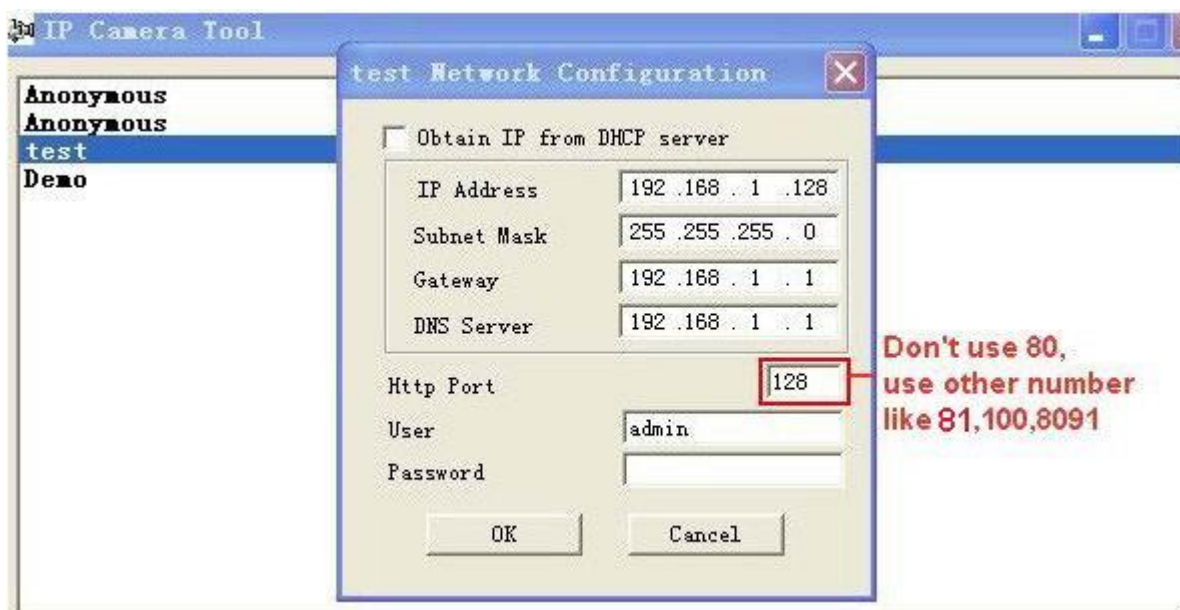 IP Camera Tool
test Network Configuration
Anonymous
Anonymous
test
Demo
Obtain IP from DHCP server
IP Address 192 .168 . 1 .128
Subnet Mask 255 .255 .255 . 0
Gateway 192 .168 . 1 . 1
DNS Server 192 .168 . 1 . 1
Http Port 128
User admin
Password
OK Cancel
Don't use 80,
use other number
like 81,100,8091